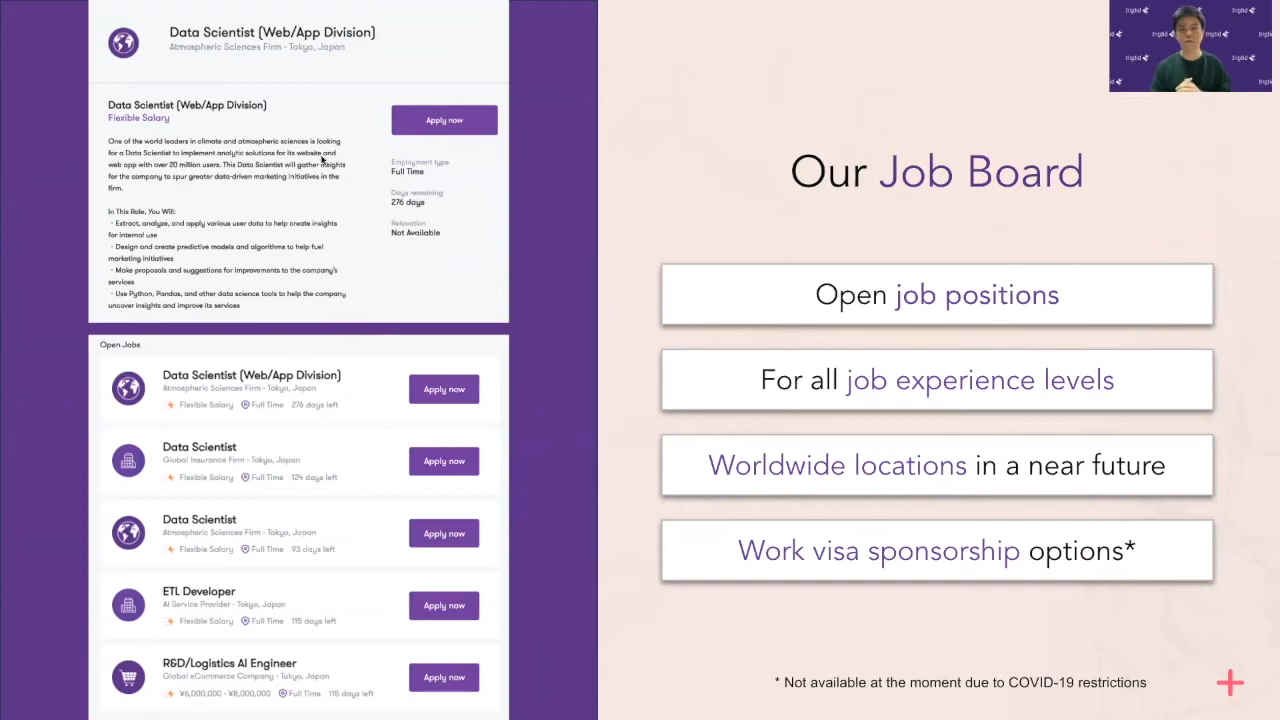 Data Scientist (Web/App Division)
Atmospheric Sciences Firm - Tokyo, Japan
Data Scientist (Web/App Division)
Flexible Salary
One of the world leaders in climate and atmospheric sciences is looking
for a Data Scientist to implement analytic solutions for its website and
web app with over 20 million users. This Data Scientist will gather insights
for the company to spur greater data-driven marketing initiatives in the
firm.
In This Role, You Will:
- Extract, analyze, and apply various user data to help create insights
for internal use
- Design and create predictive models and algorithms to help fuel
marketing initiatives
- Make proposals and suggestions for improvements to the company's
services
- Use Python, Pandas, and other data science tools to help the company
uncover insights and improve its services
Apply now
Employment type
Full Time
Days remaining
276 days
Relocation
Not Available
Open Jobs
Data Scientist (Web/App Division)
Atmospheric Sciences Firm - Tokyo, Japan
Flexible Salary Full Time 276 days left
Apply now
Data Scientist
Global Insurance Firm - Tokyo, Japan
Flexible Salary Full Time 124 days left
Apply now
Data Scientist
Atmospheric Sciences Firm - Tokyo, Japan
Flexible Salary Full Time 93 days left
Apply now
ETL Developer
AI Service Provider - Tokyo, Japan
Flexible Salary Full Time 115 days left
Apply now
R&D/Logistics AI Engineer
Global eCommerce Company - Tokyo, Japan
¥6,000,000 - ¥8,000,000 Full Time 115 days left
Apply now
Our Job Board
Open job positions
For all job experience levels
Worldwide locations in a near future
Work visa sponsorship options*
* Not available at the moment due to COVID-19 restrictions